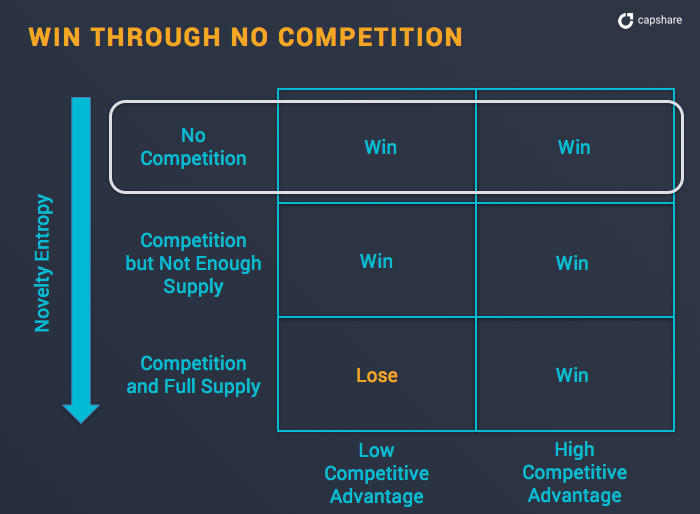 WIN THROUGH NO COMPETITION
capshare
Novelty Entropy
No
Competition
Win
Win
Competition
but Not Enough
Supply
Win
Win
Competition
and Full Supply
Lose
Win
Low
Competitive
Advantage
High
Competitive
Advantage